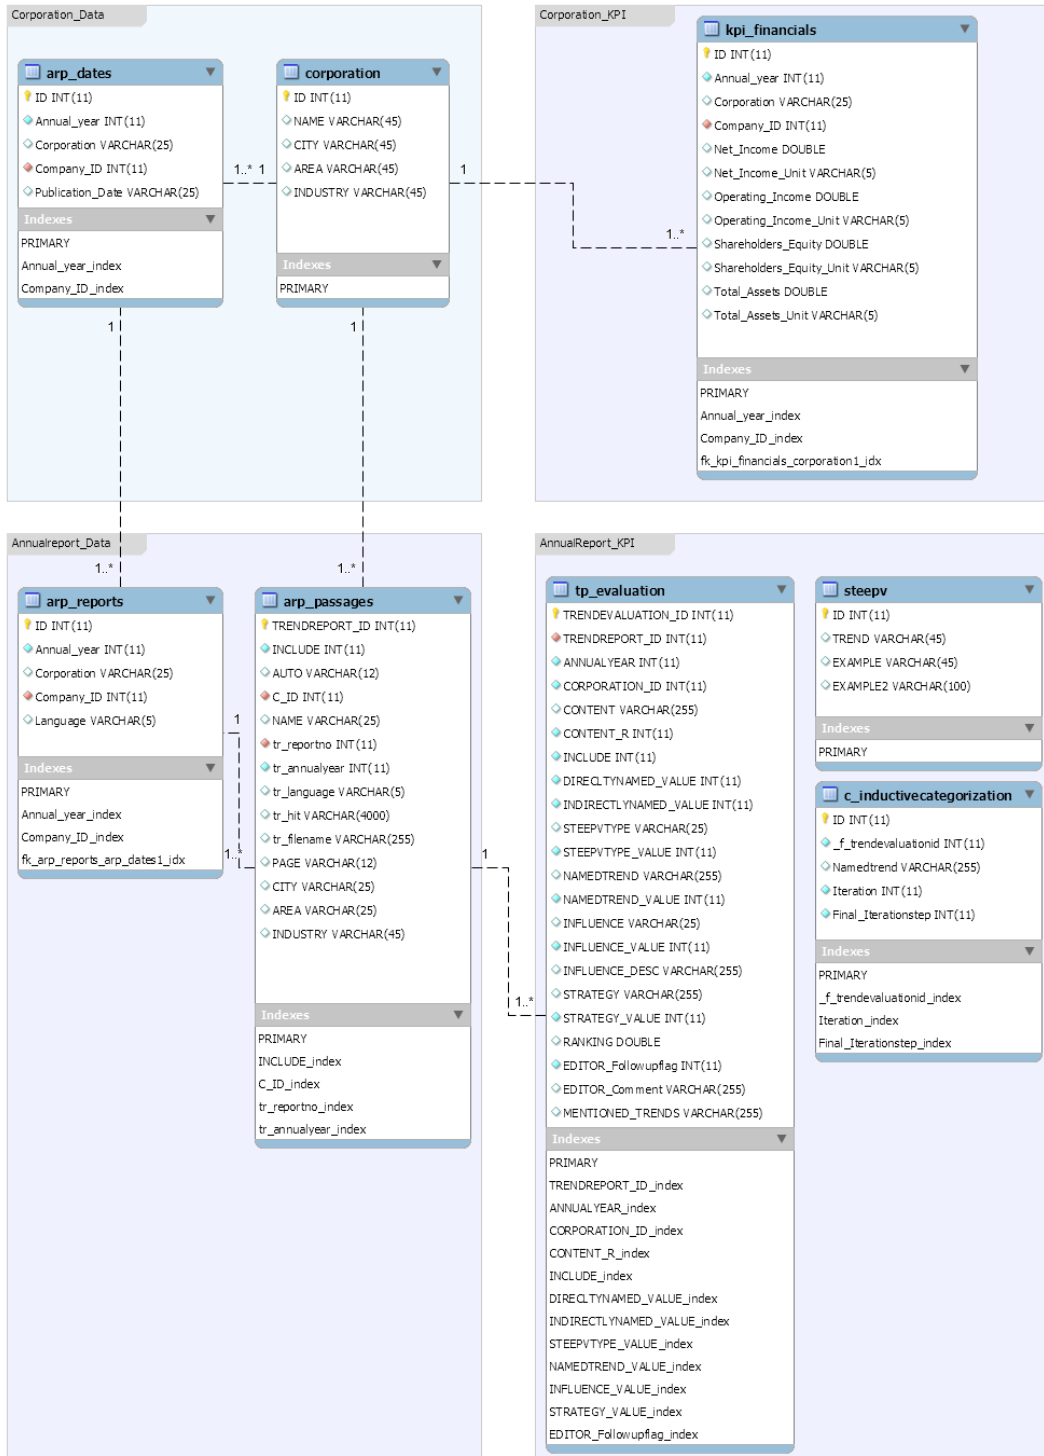 Corporation_Data
arp_dates
ID INT(11)
Annual_year INT(11)
Corporation VARCHAR(25)
Company_ID INT(11)
Publication_Date VARCHAR(25)
Indexes
PRIMARY
Annual_year_index
Company_ID_index
1..* 1
corporation
ID INT(11)
NAME VARCHAR(45)
CITY VARCHAR(45)
AREA VARCHAR(45)
INDUSTRY VARCHAR(45)
Indexes
PRIMARY
1
1..*
1
1
Corporation_KPI
kpi_financials
ID INT(11)
Annual_year INT(11)
Corporation VARCHAR(25)
Company_ID INT(11)
Net_Income DOUBLE
Net_Income_Unit VARCHAR(5)
Operating_Income DOUBLE
Operating_Income_Unit VARCHAR(5)
Shareholders_Equity DOUBLE
Shareholders_Equity_Unit VARCHAR(5)
Total_Assets DOUBLE
Total_Assets_Unit VARCHAR(5)
Indexes
PRIMARY
Annual_year_index
Company_ID_index
fk_kpi_financials_corporation1_idx
Annualreport_Data
1..*
1..*
arp_reports
ID INT(11)
Annual_year INT(11)
Corporation VARCHAR(25)
Company_ID INT(11)
Language VARCHAR(5)
Indexes
PRIMARY
Annual_year_index
Company_ID_index
fk_arp_reports_arp_dates1_idx
1
1..*
arp_passages
TRENDREPORT_ID INT(11)
INCLUDE INT(11)
AUTO VARCHAR(12)
C_ID INT(11)
NAME VARCHAR(25)
tr_reportno INT(11)
tr_annualyear INT(11)
tr_language VARCHAR(5)
tr_hit VARCHAR(4000)
tr_filename VARCHAR(255)
PAGE VARCHAR(12)
CITY VARCHAR(25)
AREA VARCHAR(25)
INDUSTRY VARCHAR(45)
Indexes
PRIMARY
INCLUDE_index
C_ID_index
tr_reportno_index
tr_annualyear_index
1
1..*
AnnualReport_KPI
tp_evaluation
TRENDEVALUATION_ID INT(11)
TRENDREPORT_ID INT(11)
ANNUALYEAR INT(11)
CORPORATION_ID INT(11)
CONTENT VARCHAR(255)
CONTENT_R INT(11)
INCLUDE INT(11)
DIRECLTYNAMED_VALUE INT(11)
INDIRECTLYNAMED_VALUE INT(11)
STEEPVTYPE VARCHAR(25)
STEEPVTYPE_VALUE INT(11)
NAMEDTREND VARCHAR(255)
NAMEDTREND_VALUE INT(11)
INFLUENCE VARCHAR(25)
INFLUENCE_VALUE INT(11)
INFLUENCE_DESC VARCHAR(255)
STRATEGY VARCHAR(255)
STRATEGY_VALUE INT(11)
RANKING DOUBLE
EDITOR_Followupflag INT(11)
EDITOR_Comment VARCHAR(255)
MENTIONED_TRENDS VARCHAR(255)
Indexes
PRIMARY
TRENDREPORT_ID_index
ANNUALYEAR_index
CORPORATION_ID_index
CONTENT_R_index
INCLUDE_index
DIRECLTYNAMED_VALUE_index
INDIRECTLYNAMED_VALUE_index
STEEPVTYPE_VALUE_index
NAMEDTREND_VALUE_index
INFLUENCE_VALUE_index
STRATEGY_VALUE_index
EDITOR_Followupflag_index
steepv
ID INT(11)
TREND VARCHAR(45)
EXAMPLE VARCHAR(45)
EXAMPLE2 VARCHAR(100)
Indexes
PRIMARY
c_inductivecategorization
ID INT(11)
_f_trendevaluationid INT(11)
Namedtrend VARCHAR(255)
Iteration INT(11)
Final_Iterationstep INT(11)
Indexes
PRIMARY
_f_trendevaluationid_index
Iteration_index
Final_Iterationstep_index